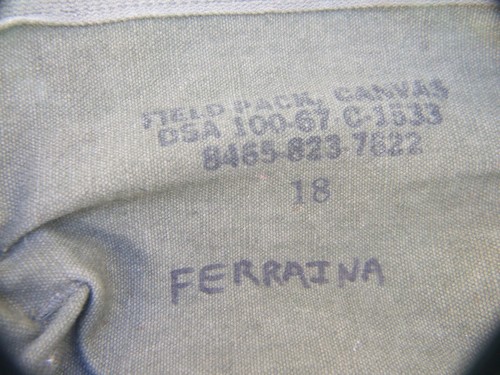 FIELD PACK, CANVAS
DSA 100-67-C-1533
8465-823-7622
18
FERRAINA